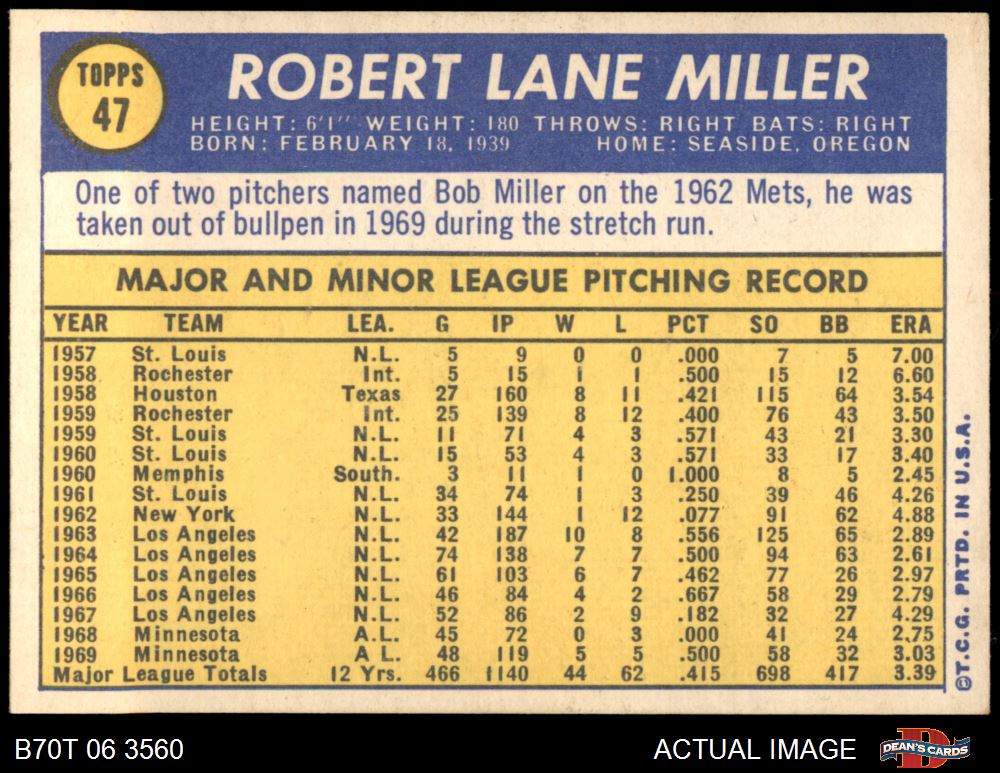 TOPPS
47
ROBERT LANE MILLER
HEIGHT: 6'1" WEIGHT: 180 THROWS: RIGHT BATS: RIGHT
BORN: FEBRUARY 18, 1939 HOME: SEASIDE, OREGON
One of two pitchers named Bob Miller on the 1962 Mets, he was
taken out of bullpen in 1969 during the stretch run.
MAJOR AND MINOR LEAGUE PITCHING RECORD
YEAR TEAM LEA. G IP W L PCT SO BB ERA
1957 St. Louis N.L. 5 9 0 0 .000 7 5 7.00
1958 Rochester Int. 5 15 1 1 .500 15 12 6.60
1958 Houston Texas 27 160 8 11 .421 115 64 3.54
1959 Rochester Int. 25 139 8 12 .400 76 43 3.50
1959 St. Louis N.L. 11 71 4 3 .571 43 21 3.30
1960 St. Louis N.L. 15 53 4 3 .571 33 17 3.40
1960 Memphis South. 3 11 1 0 1.000 8 5 2.45
1961 St. Louis N.L. 34 74 1 3 .250 39 46 4.26
1962 New York N.L. 33 144 1 12 .077 91 62 4.88
1963 Los Angeles N.L. 42 187 10 8 .556 125 65 2.89
1964 Los Angeles N.L. 74 138 7 7 .500 94 63 2.61
1965 Los Angeles N.L. 61 103 6 7 .462 77 26 2.97
1966 Los Angeles N.L. 46 84 4 2 .667 58 29 2.79
1967 Los Angeles N.L. 52 86 2 9 .182 32 27 4.29
1968 Minnesota A.L. 45 72 0 3 .000 41 24 2.75
1969 Minnesota A L. 48 119 5 5 .500 58 32 3.03
Major League Totals 12 Yrs. 466 1140 44 62 .415 698 417 3.39
©T.C.G. PRTD. IN U.S.A.
B70T 06 3560 ACTUAL IMAGE
DEAN'S CARDS